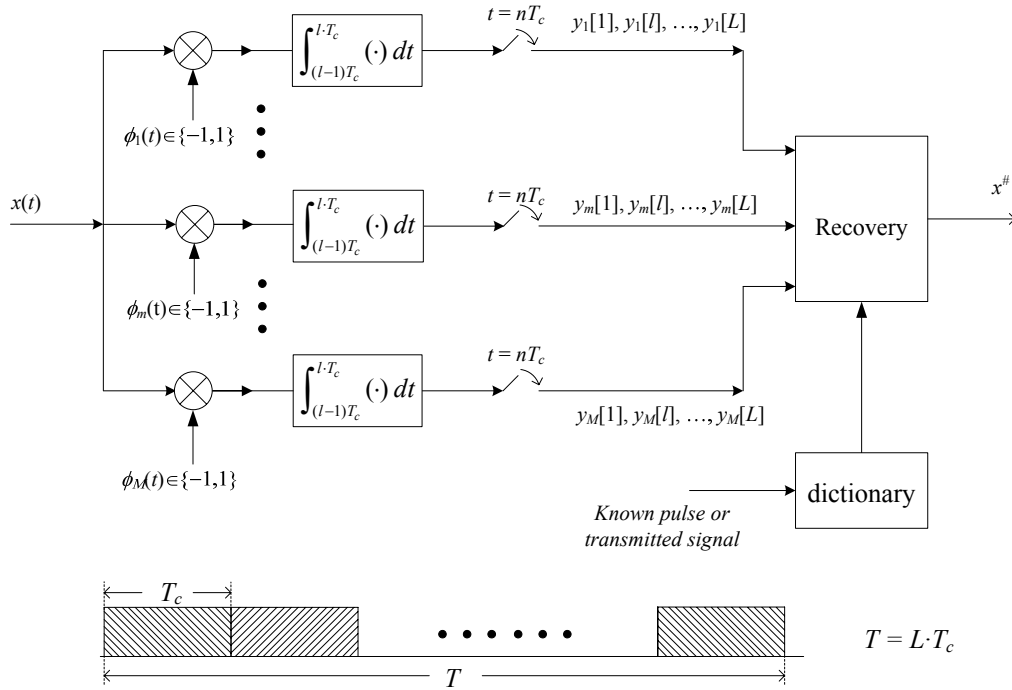 t = nT_c
y_1[1], y_1[l], …, y_1[L]
∫_{(l−1)T_c}^{l·T_c} (·) dt
ϕ_1(t)∈{−1,1}
x(t)
t = nT_c
y_m[1], y_m[l], …, y_m[L]
∫_{(l−1)T_c}^{l·T_c} (·) dt
Recovery
x^#
ϕ_m(t)∈{−1,1}
t = nT_c
∫_{(l−1)T_c}^{l·T_c} (·) dt
y_M[1], y_M[l], …, y_M[L]
ϕ_M(t)∈{−1,1}
dictionary
Known pulse or
transmitted signal
T_c
T = L·T_c
T